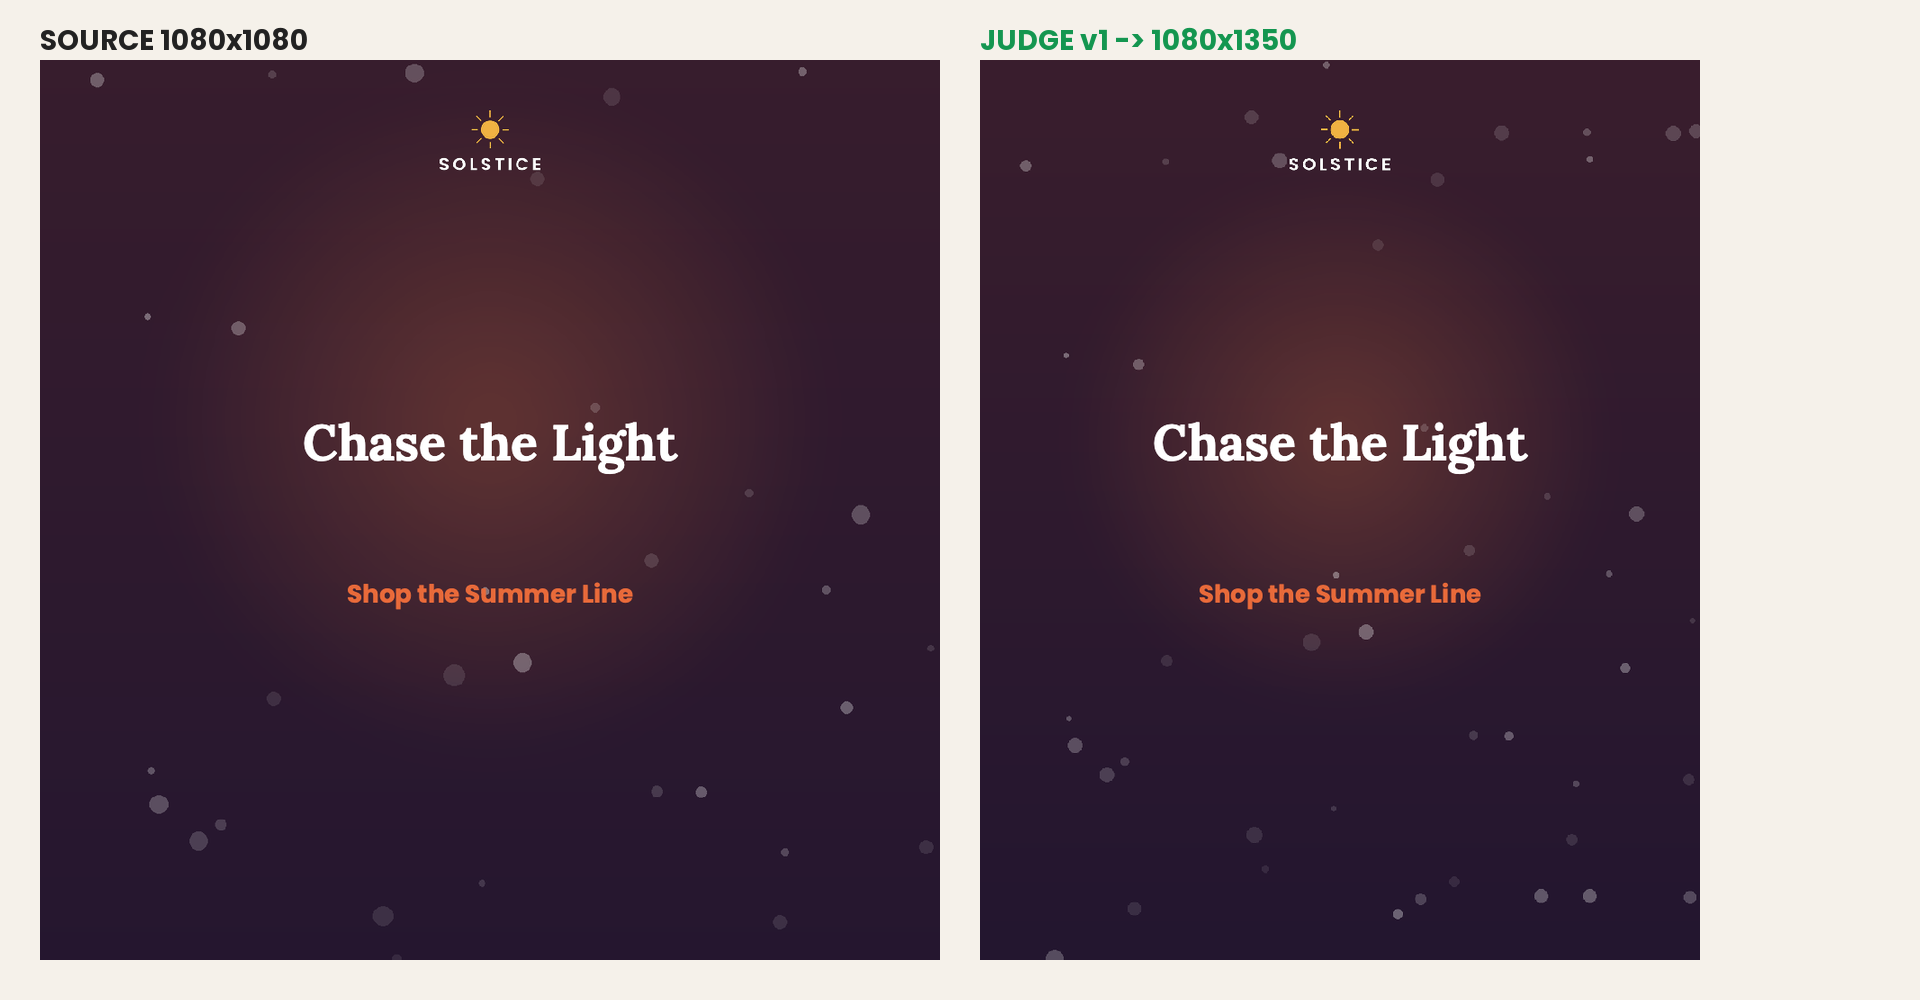 SOURCE 1080x1080
SOLSTICE
Chase the Light
Shop the Summer Line
JUDGE v1 -> 1080x1350
SOLSTICE
Chase the Light
Shop the Summer Line